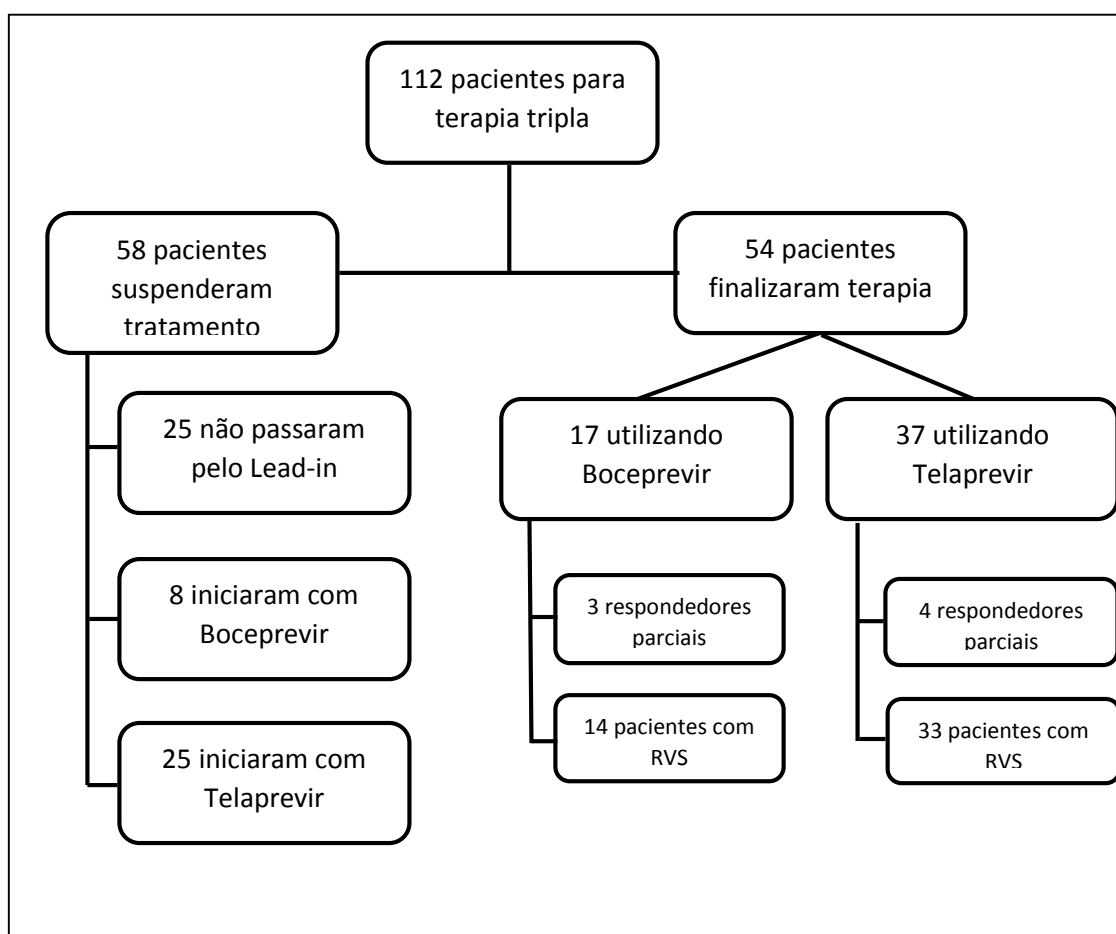 112 pacientes para
terapia tripla
58 pacientes
suspenderam
tratamento
54 pacientes
finalizaram terapia
25 não passaram
pelo Lead-in
8 iniciaram com
Boceprevir
25 iniciaram com
Telaprevir
17 utilizando
Boceprevir
3 respondedores
parciais
14 pacientes com
RVS
37 utilizando
Telaprevir
4 respondedores
parciais
33 pacientes com
RVS